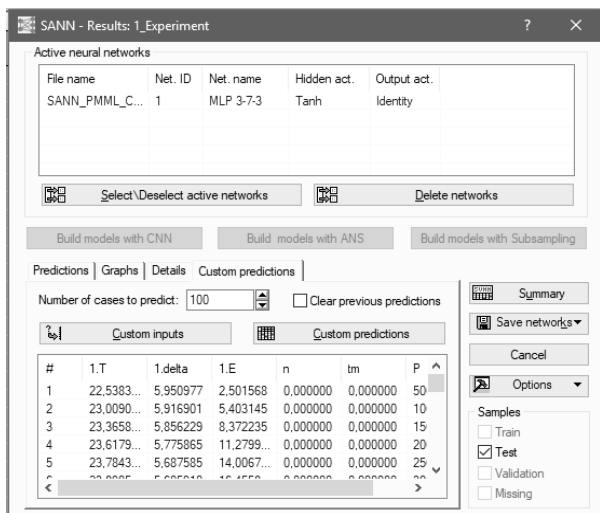 SANN - Results: 1_Experiment ? ×
Active neural networks
File name Net. ID Net. name Hidden act. Output act.
SANN_PMML_C... 1 MLP 3-7-3 Tanh Identity
Select\Deselect active networks Delete networks
Build models with CNN Build models with ANS Build models with Subsampling
Predictions Graphs Details Custom predictions
Number of cases to predict: 100 Clear previous predictions
Custom inputs Custom predictions
# 1.T 1.delta 1.E n tm P
1 22,5383... 5,950977 2,501568 0,000000 0,000000 50
2 23,0090... 5,916901 5,403145 0,000000 0,000000 10
3 23,3658... 5,856229 8,372235 0,000000 0,000000 15
4 23,6179... 5,775865 11,2799... 0,000000 0,000000 20
5 23,7843... 5,687585 14,0067... 0,000000 0,000000 25
SUMM Summary
Save networks
Cancel
Options
Samples
Train
Test
Validation
Missing